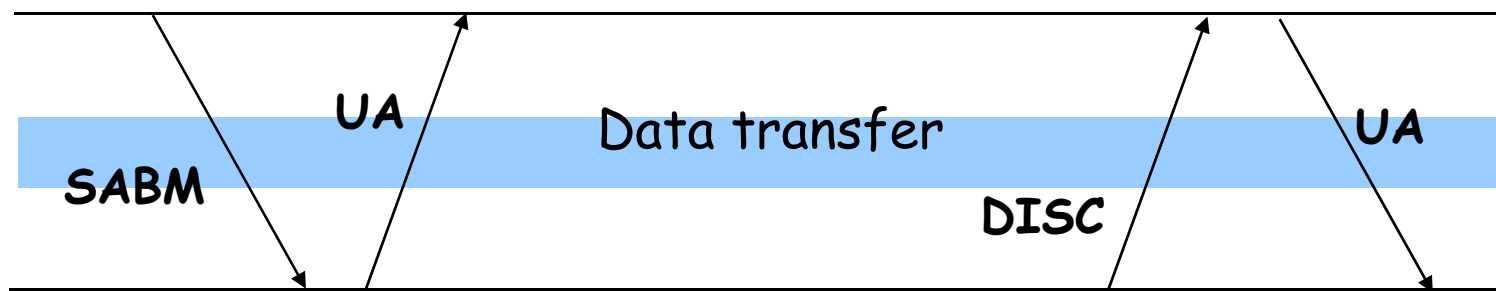 SABM
UA
Data transfer
DISC
UA